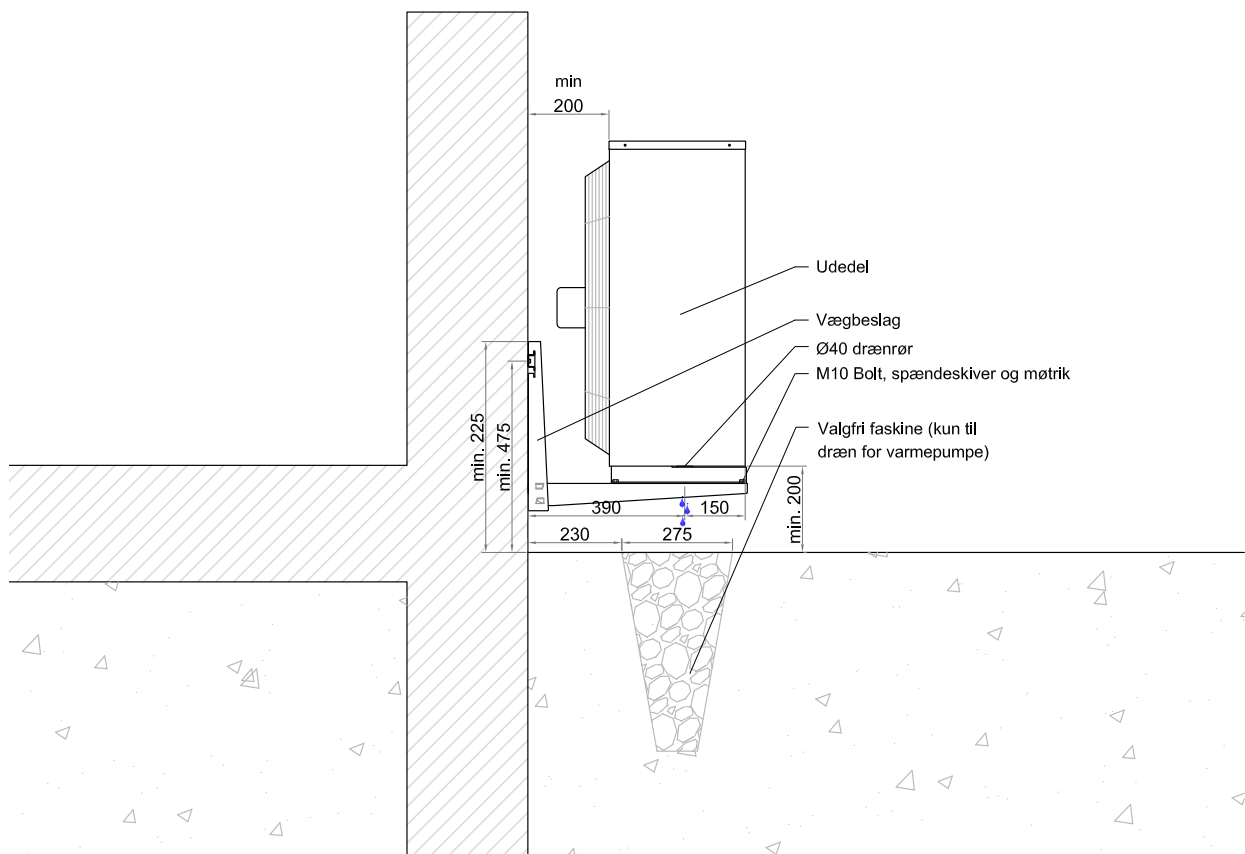 min
200
Udedel
Vægbeslag
Ø40 drænrør
M10 Bolt, spændeskiver og møtrik
Valgfri faskine (kun til
dræn for varmepumpe)
min. 225
min. 475
390
150
min. 200
230
275